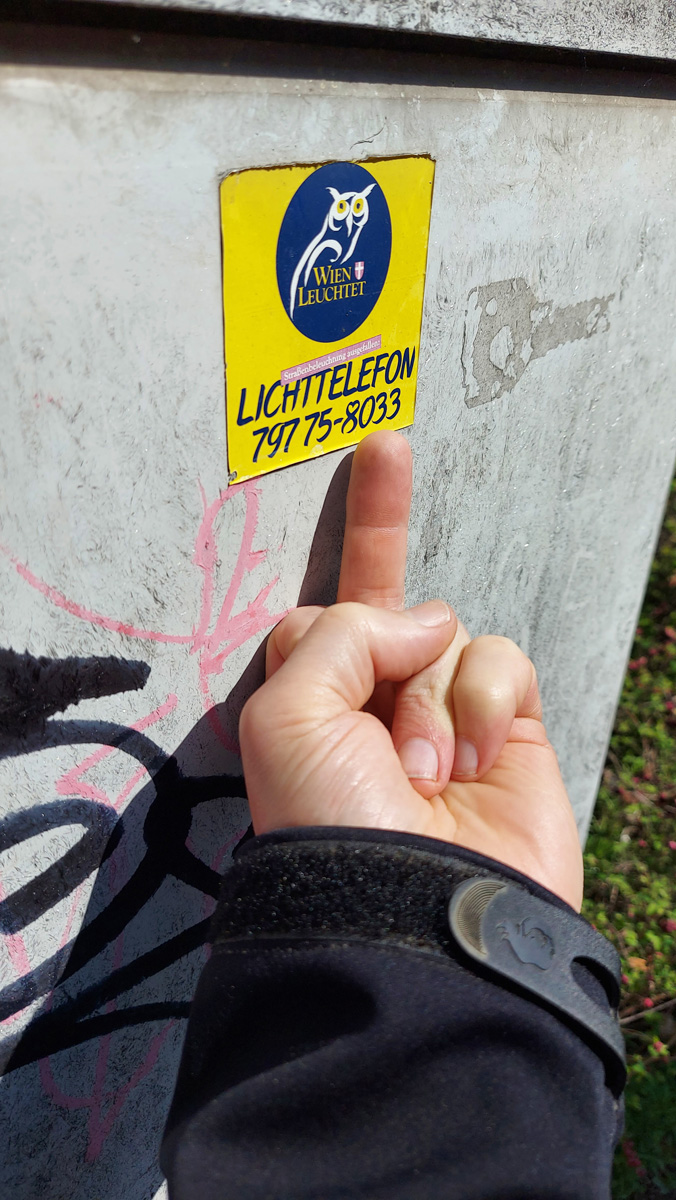 WIEN
LEUCHTET
Straßenbeleuchtung ausgefallen?
LICHTTELEFON
797 75-8033